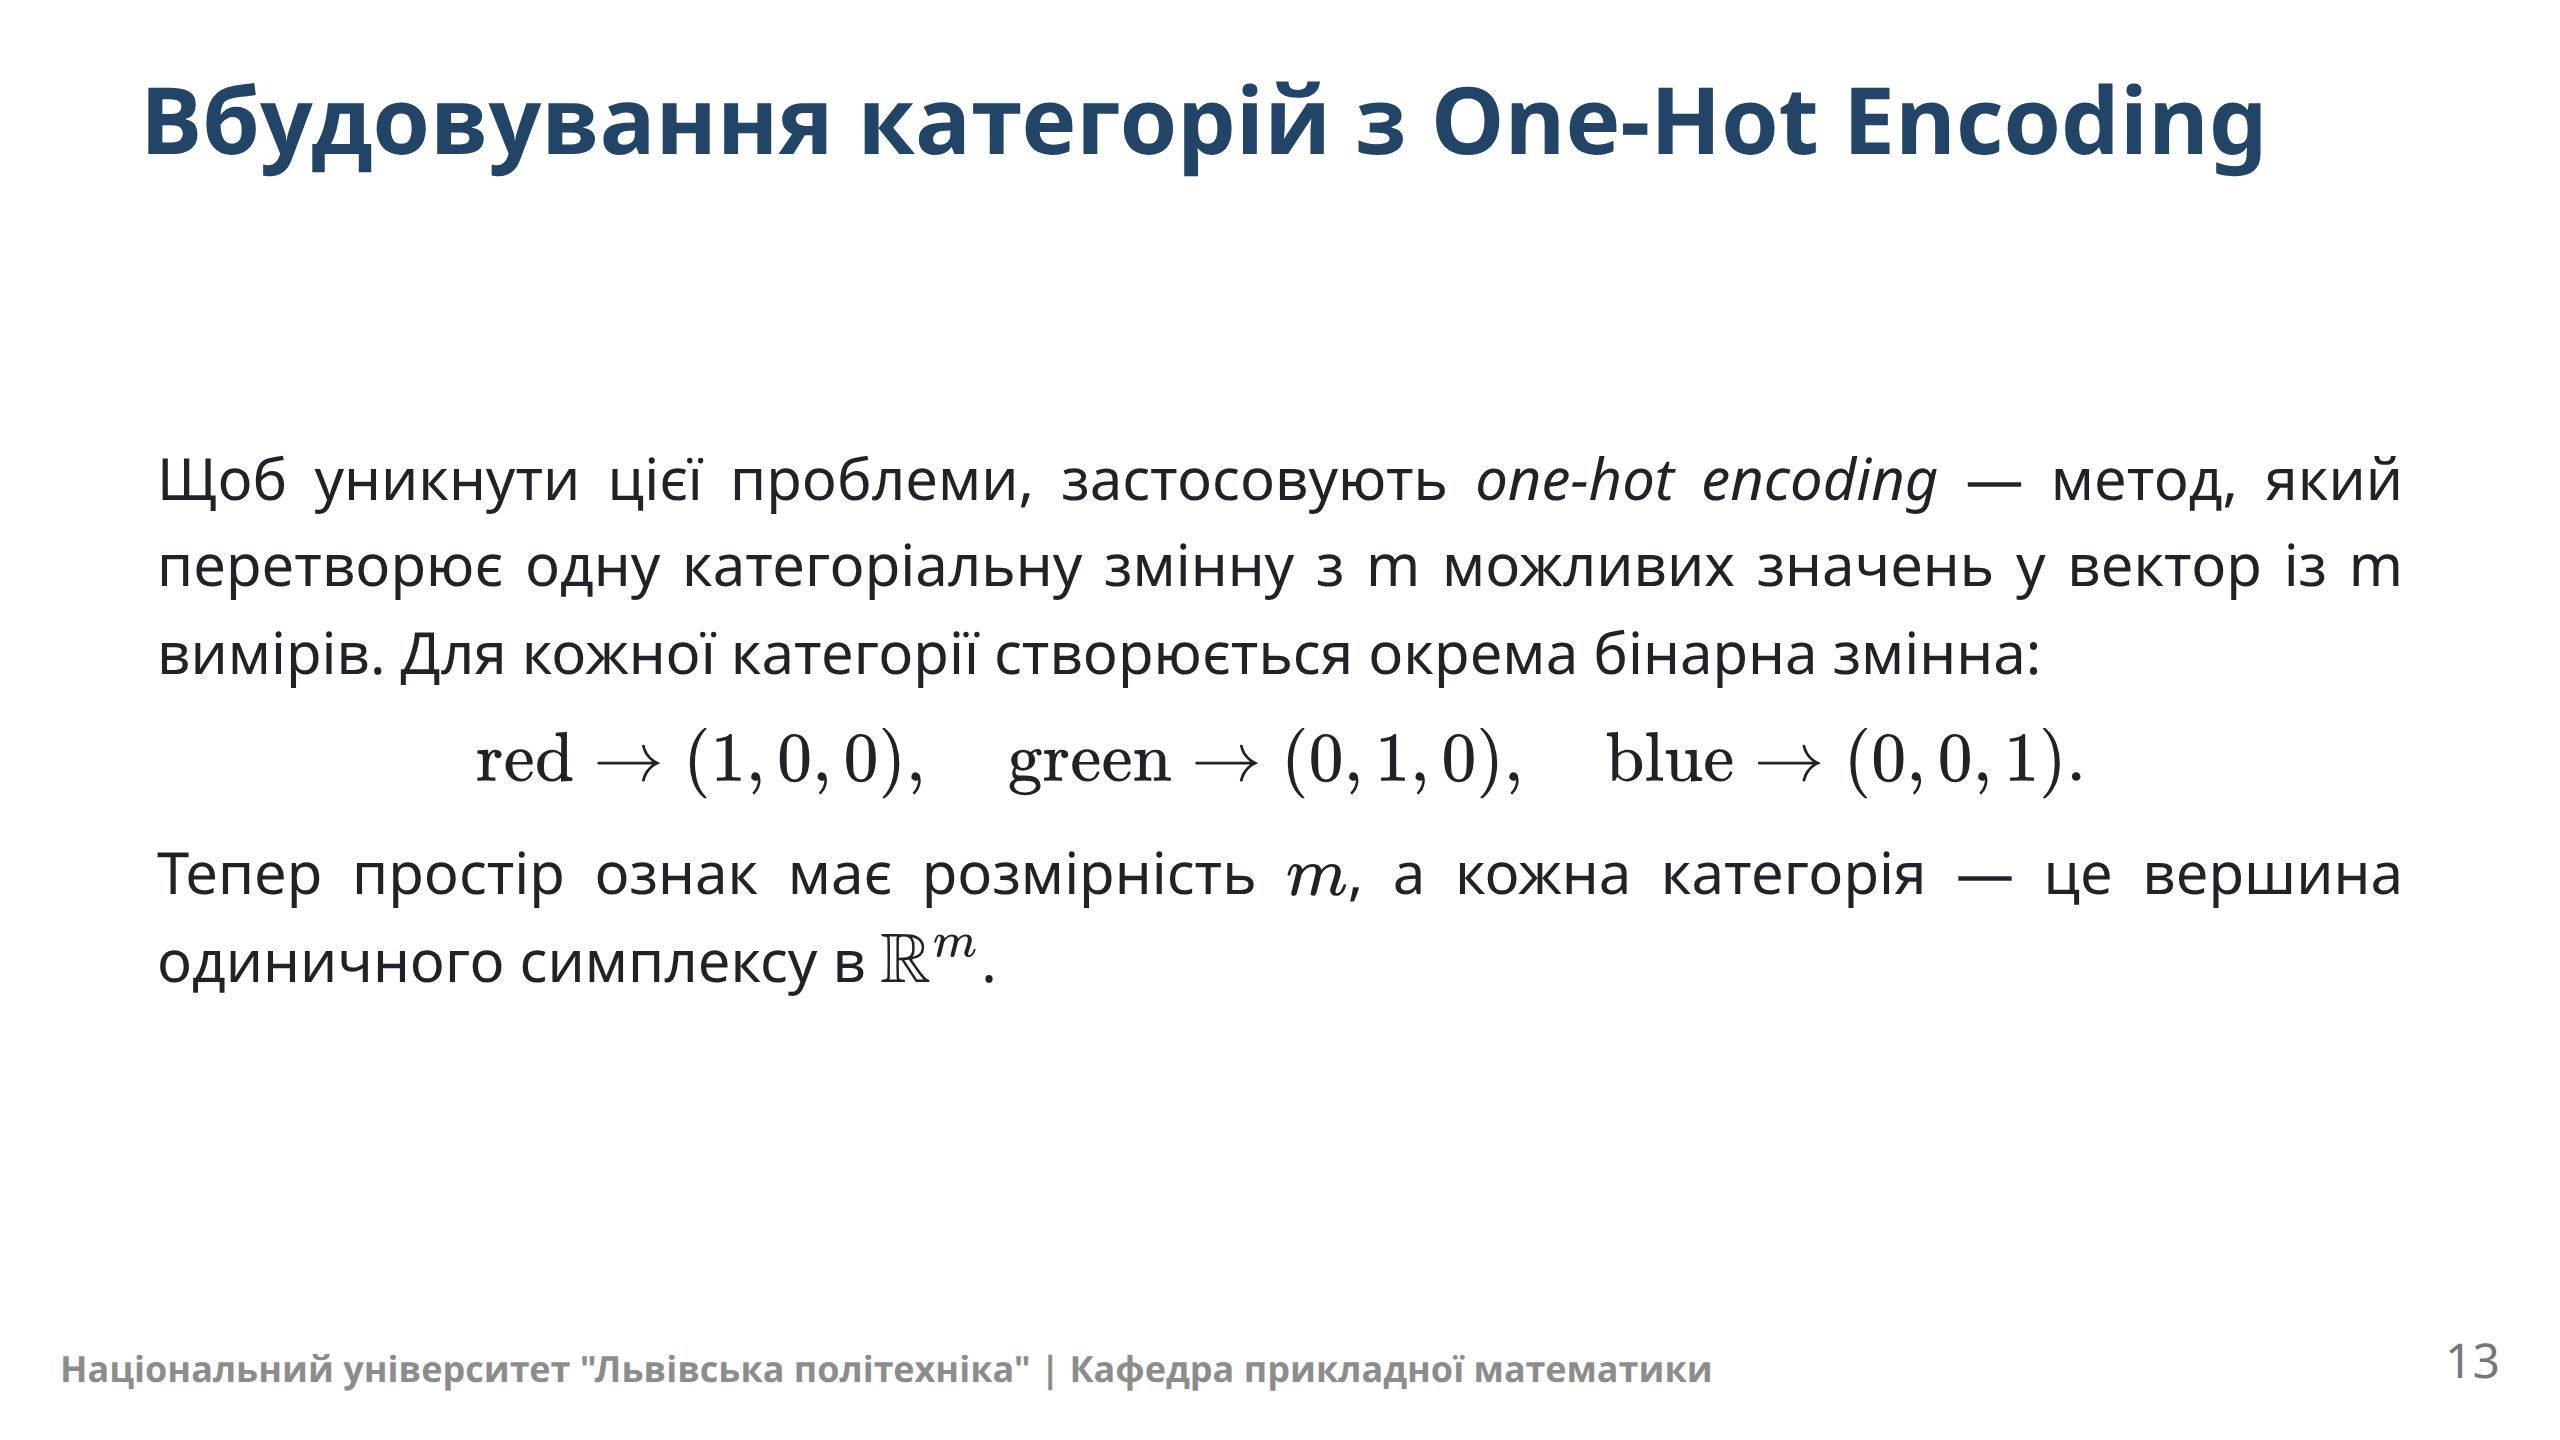 Вбудовування категорій з One-Hot Encoding
Щоб уникнути цієї проблеми, застосовують one-hot encoding — метод, який
перетворює одну категоріальну змінну з m можливих значень у вектор із m
вимірів. Для кожної категорії створюється окрема бінарна змінна:
red → (1, 0, 0), green → (0, 1, 0), blue → (0, 0, 1).
Тепер простір ознак має розмірність m, а кожна категорія — це вершина
одиничного симплексу в ℝᵐ.
Національний університет "Львівська політехніка" | Кафедра прикладної математики
13